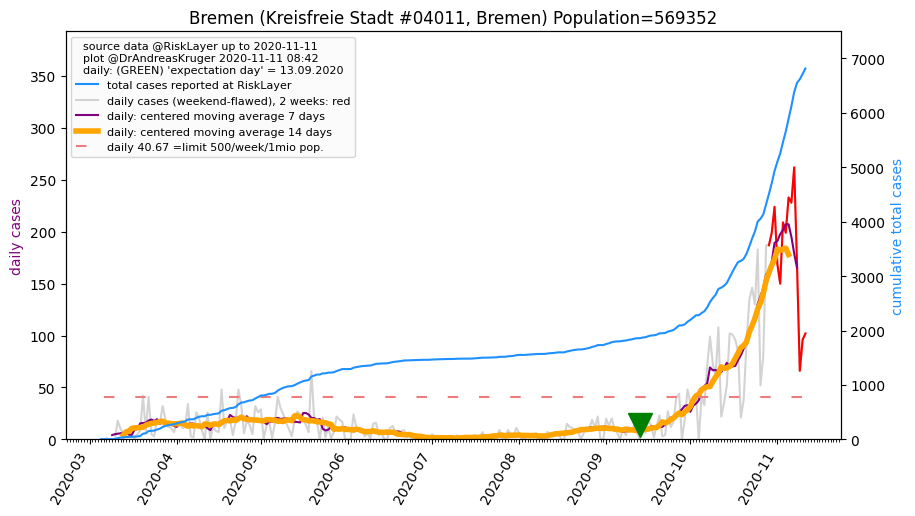 Bremen (Kreisfreie Stadt #04011, Bremen) Population=569352
source data @RiskLayer up to 2020-11-11
plot @DrAndreasKruger 2020-11-11 08:42
daily: (GREEN) 'expectation day' = 13.09.2020
total cases reported at RiskLayer
daily cases (weekend-flawed), 2 weeks: red
daily: centered moving average 7 days
daily: centered moving average 14 days
daily 40.67 =limit 500/week/1mio pop.
daily cases
350
300
250
200
150
100
50
0
7000
6000
5000
4000
3000
2000
1000
0
cumulative total cases
2020-03
2020-04
2020-05
2020-06
2020-07
2020-08
2020-09
2020-10
2020-11